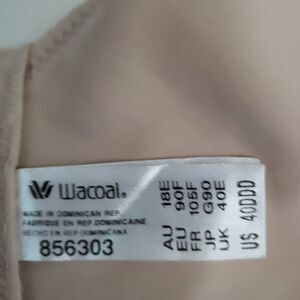 Wacoal®
MADE IN DOMINICAN REP.
FABRIQUE EN REP. DOMINICAINE
HECHO EN REP. DOMINICANA
856303
AU 18E
EU 90F
FR 105F
JP G90
UK 40E
US 40DDD